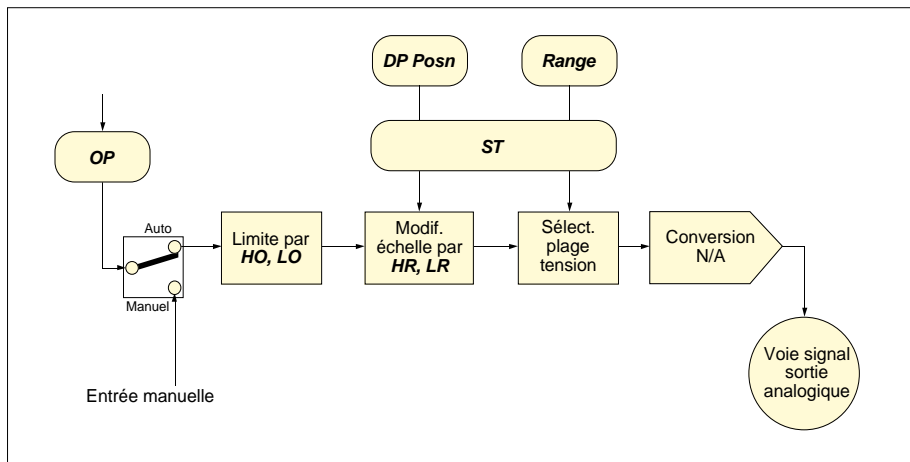 DP Posn
Range
OP
ST
Auto
Manuel
Limite par
HO, LO
Modif.
échelle par
HR, LR
Sélect.
plage
tension
Conversion
N/A
Entrée manuelle
Voie signal
sortie
analogique